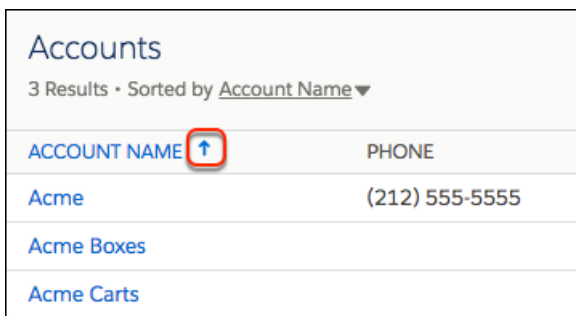 Accounts
3 Results • Sorted by Account Name
ACCOUNT NAME PHONE
Acme (212) 555-5555
Acme Boxes
Acme Carts